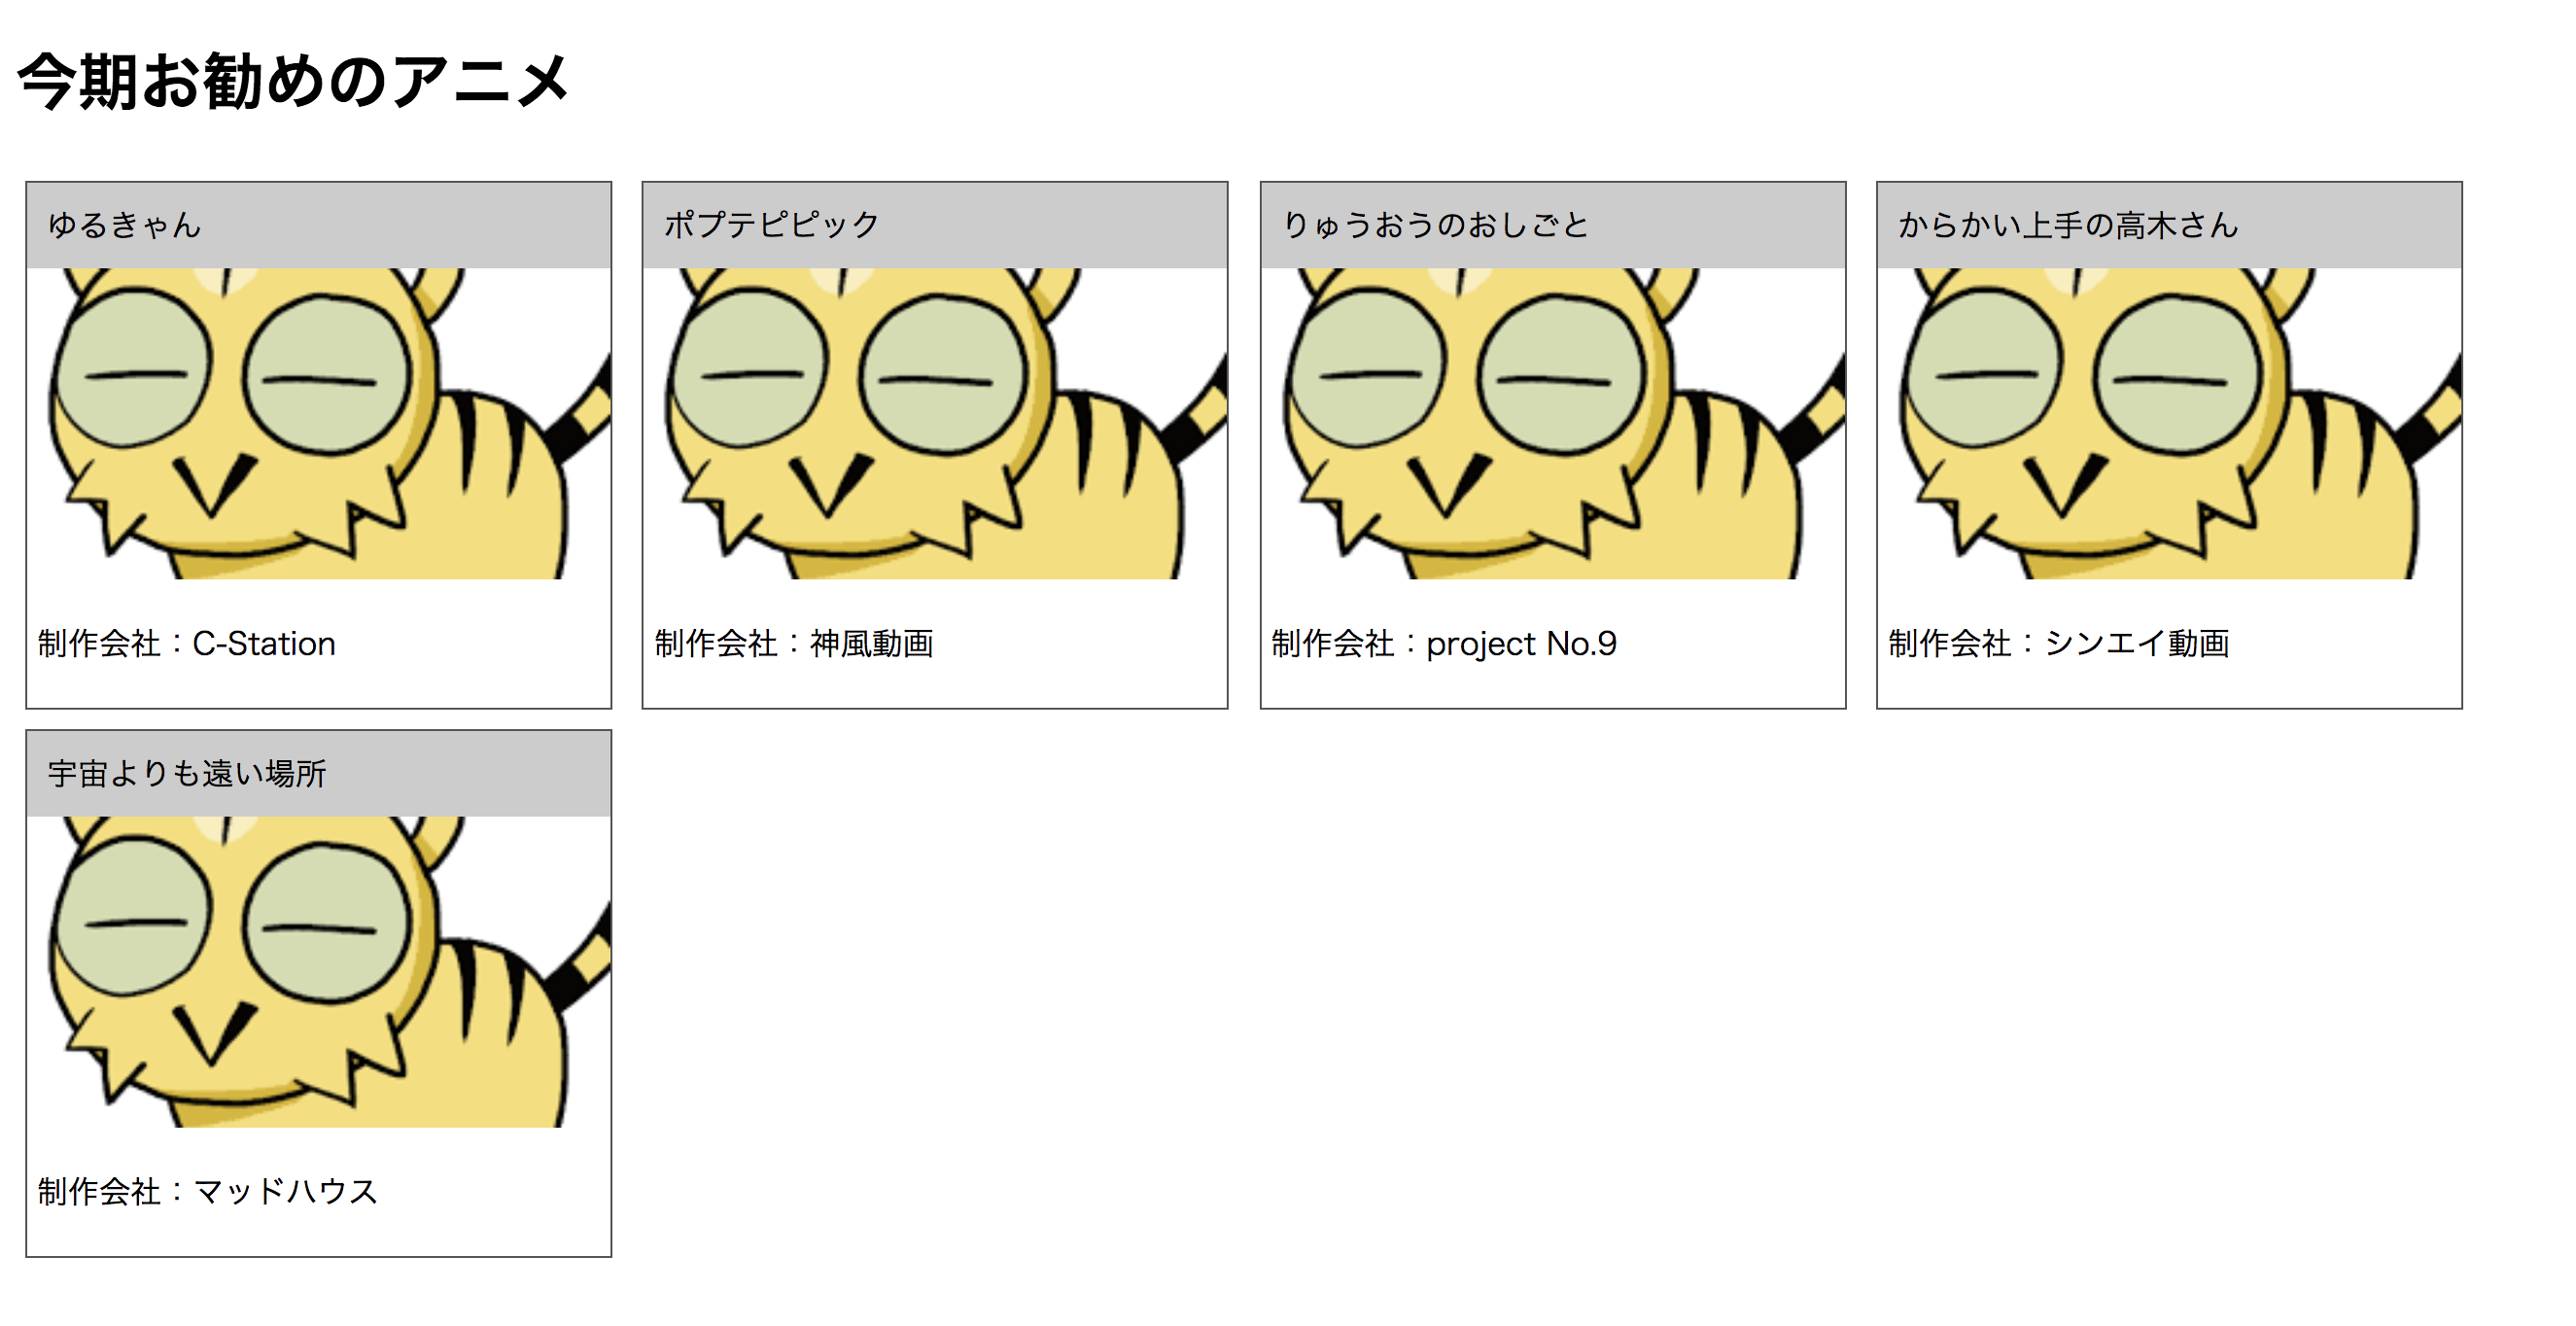 今期お勧めのアニメ
ゆるきゃん
ポプテピピック
りゅうおうのおしごと
からかい上手の高木さん
制作会社：C-Station
制作会社：神風動画
制作会社：project No.9
制作会社：シンエイ動画
宇宙よりも遠い場所
制作会社：マッドハウス